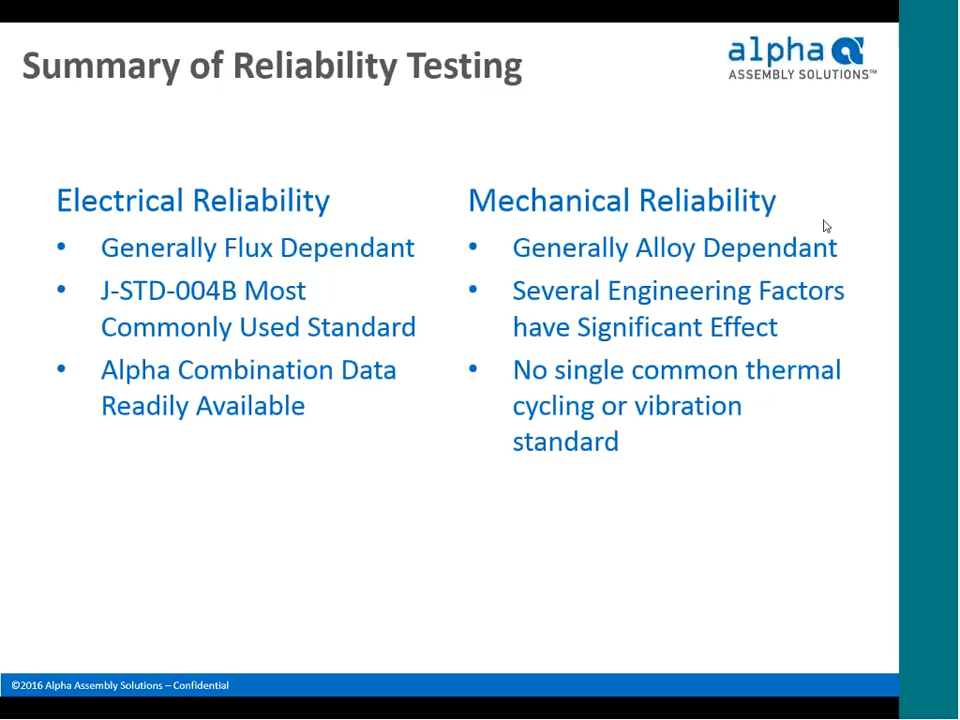 Summary of Reliability Testing
alpha
ASSEMBLY SOLUTIONS™
Electrical Reliability
• Generally Flux Dependant
• J-STD-004B Most
Commonly Used Standard
• Alpha Combination Data
Readily Available
Mechanical Reliability
• Generally Alloy Dependant
• Several Engineering Factors
have Significant Effect
• No single common thermal
cycling or vibration
standard
©2016 Alpha Assembly Solutions – Confidential